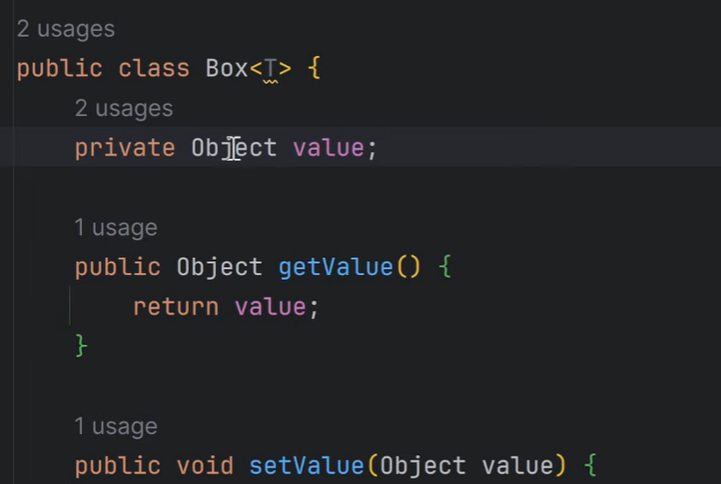 2 usages
public class Box<T> {
2 usages
private Object value;
1 usage
public Object getValue() {
return value;
}
1 usage
public void setValue(Object value) {